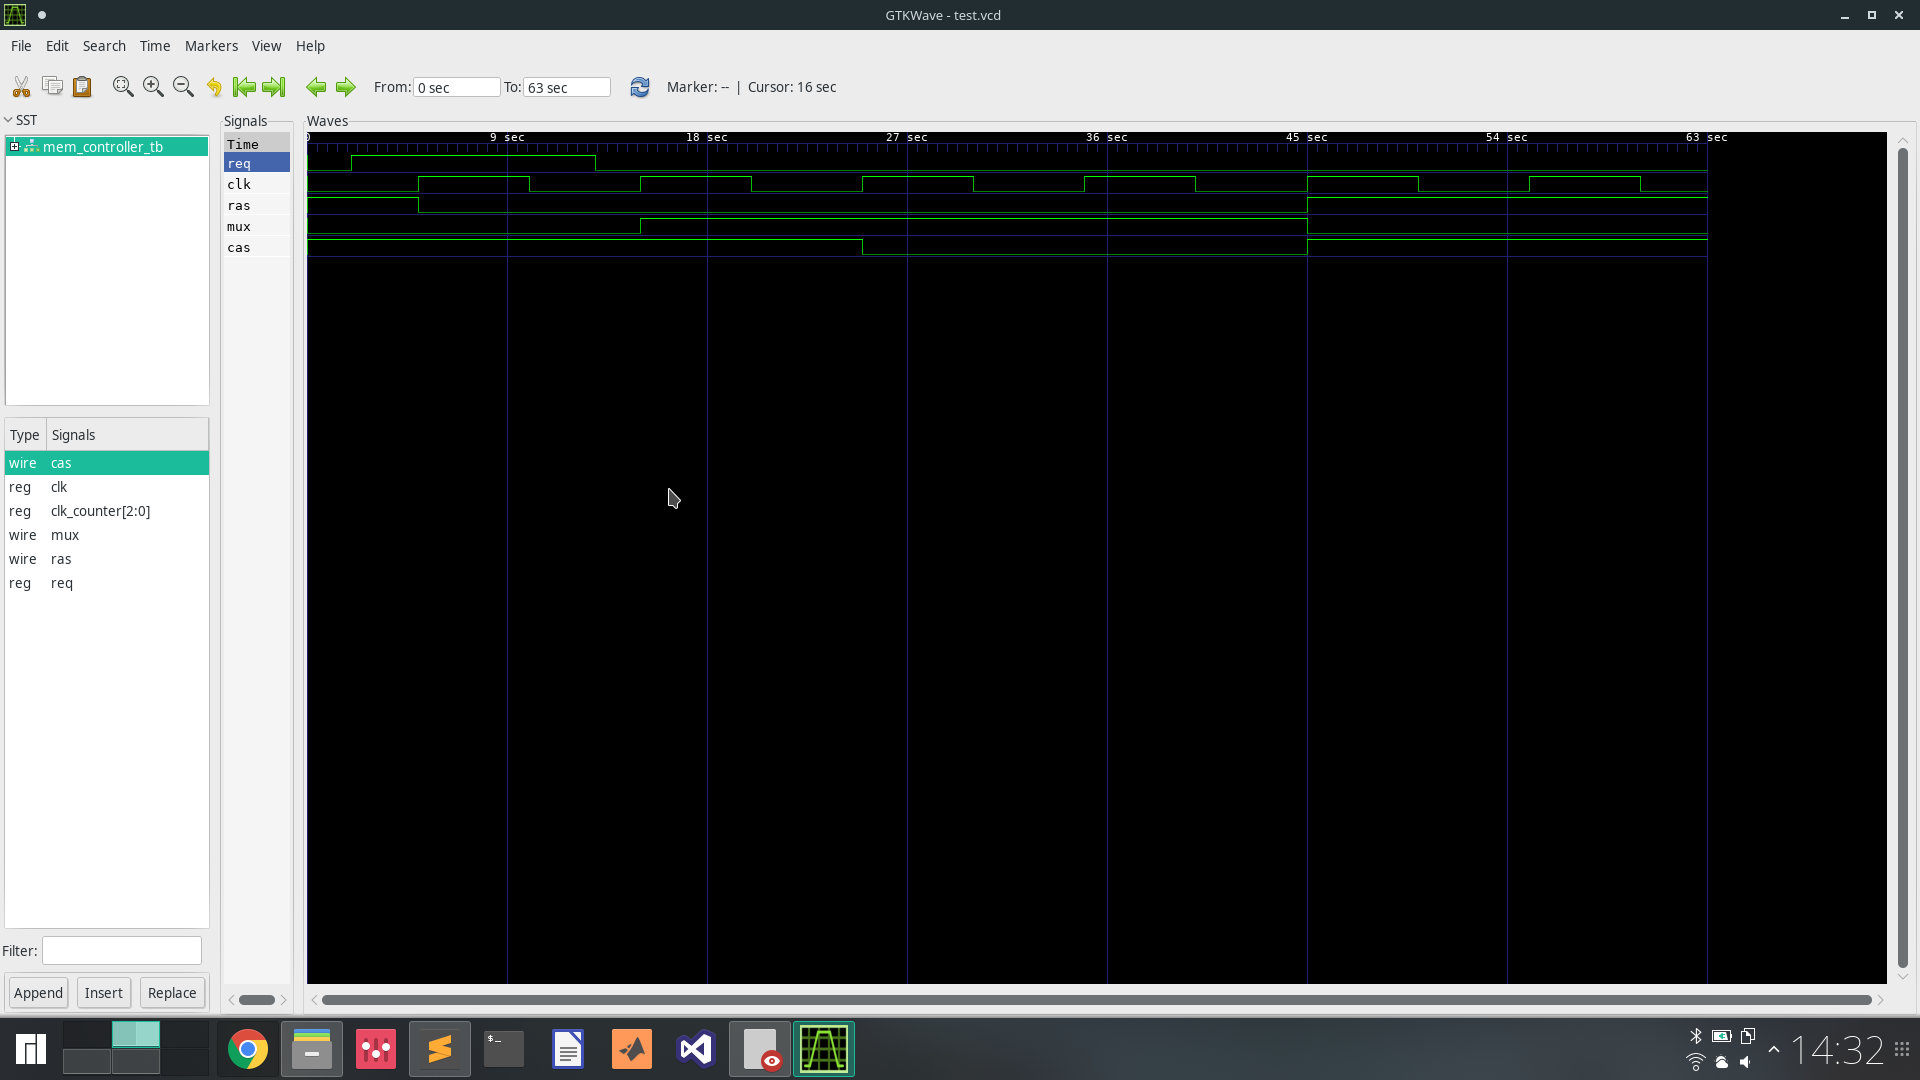 GTKWave - test.vcd
File Edit Search Time Markers View Help
From: 0 sec To: 63 sec Marker: -- | Cursor: 16 sec
SST
mem_controller_tb
Type Signals
wire cas
reg clk
reg clk_counter[2:0]
wire mux
wire ras
reg req
Filter:
Append Insert Replace
Signals
Time
req
clk
ras
mux
cas
Waves
0 9 sec 18 sec 27 sec 36 sec 45 sec 54 sec 63 sec
$_
14:32